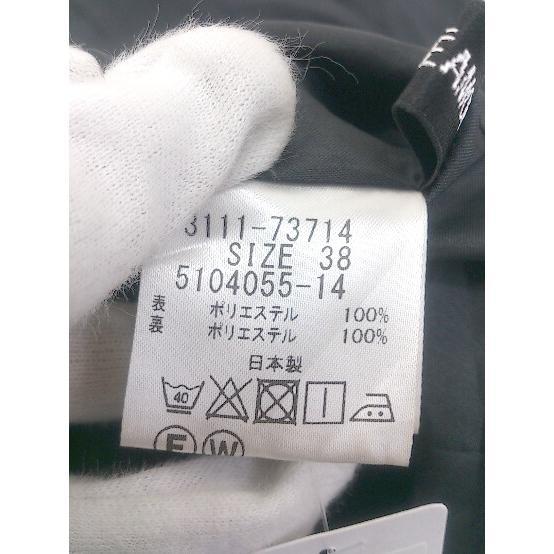 3111-73714
SIZE 38
5104055-14
表 ポリエステル 100%
裏 ポリエステル 100%
日本製
40
F W